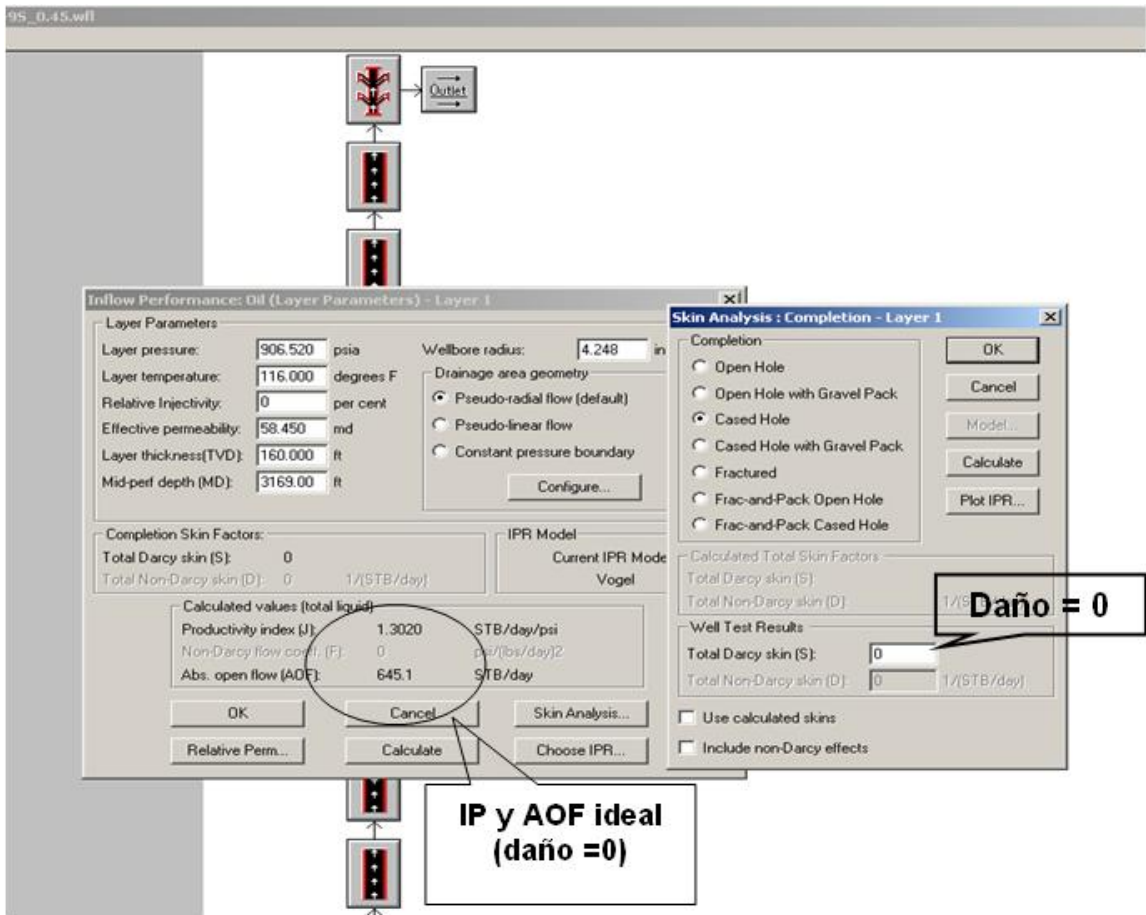 9S_0.45.wfl
Outlet
Inflow Performance: Oil (Layer Parameters) - Layer 1
Layer Parameters
Layer pressure: 906.520 psia
Layer temperature: 116.000 degrees F
Relative Injectivity: 0 per cent
Effective permeability: 58.450 md
Layer thickness(TVD): 160.000 ft
Mid-perf depth (MD): 3169.00 ft
Wellbore radius: 4.248 in
Drainage area geometry
Pseudo-radial flow (default)
Pseudo-linear flow
Constant pressure boundary
Configure...
Completion Skin Factors:
Total Darcy skin (S): 0
Total Non-Darcy skin (D): 0 1/(STB/day)
IPR Model
Current IPR Mode
Vogel
Calculated values (total liquid)
Productivity index (J): 1.3020 STB/day/psi
Non-Darcy flow coeff. (F): 0 psi/(lbs/day)2
Abs. open flow (AOF): 645.1 STB/day
OK Cancel Skin Analysis...
Relative Perm... Calculate Choose IPR...
Skin Analysis : Completion - Layer 1
Completion
Open Hole
Open Hole with Gravel Pack
Cased Hole
Cased Hole with Gravel Pack
Fractured
Frac-and-Pack Open Hole
Frac-and-Pack Cased Hole
OK
Cancel
Model...
Calculate
Plot IPR...
Calculated Total Skin Factors
Total Darcy skin (S):
Total Non-Darcy skin (D):
Daño = 0
Well Test Results
Total Darcy skin (S): 0
Total Non-Darcy skin (D): 0 1/(STB/day)
Use calculated skins
Include non-Darcy effects
IP y AOF ideal
(daño =0)